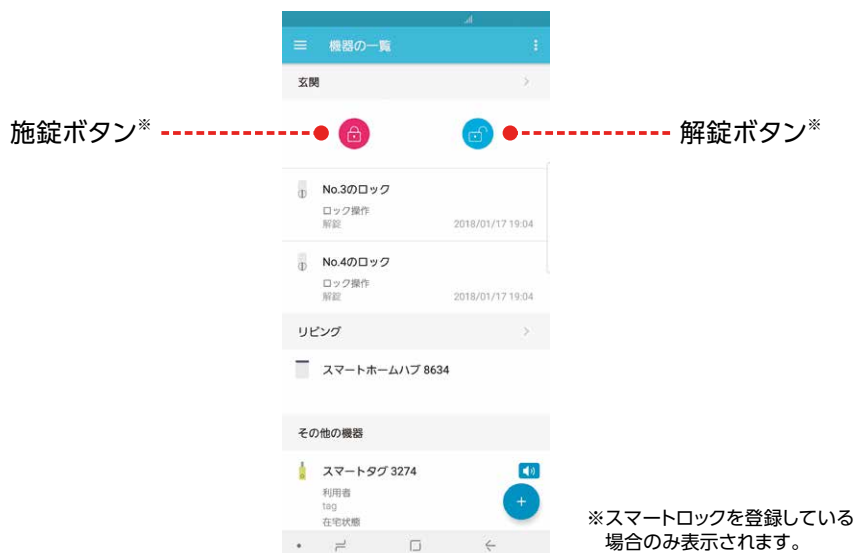 機器の一覧
玄関
施錠ボタン※
解錠ボタン※
No.3のロック
ロック操作
解錠 2018/01/17 19:04
No.4のロック
ロック操作
解錠 2018/01/17 19:04
リビング
スマートホームハブ 8634
その他の機器
スマートタグ 3274
利用者
tag
在宅状態
※スマートロックを登録している
場合のみ表示されます。